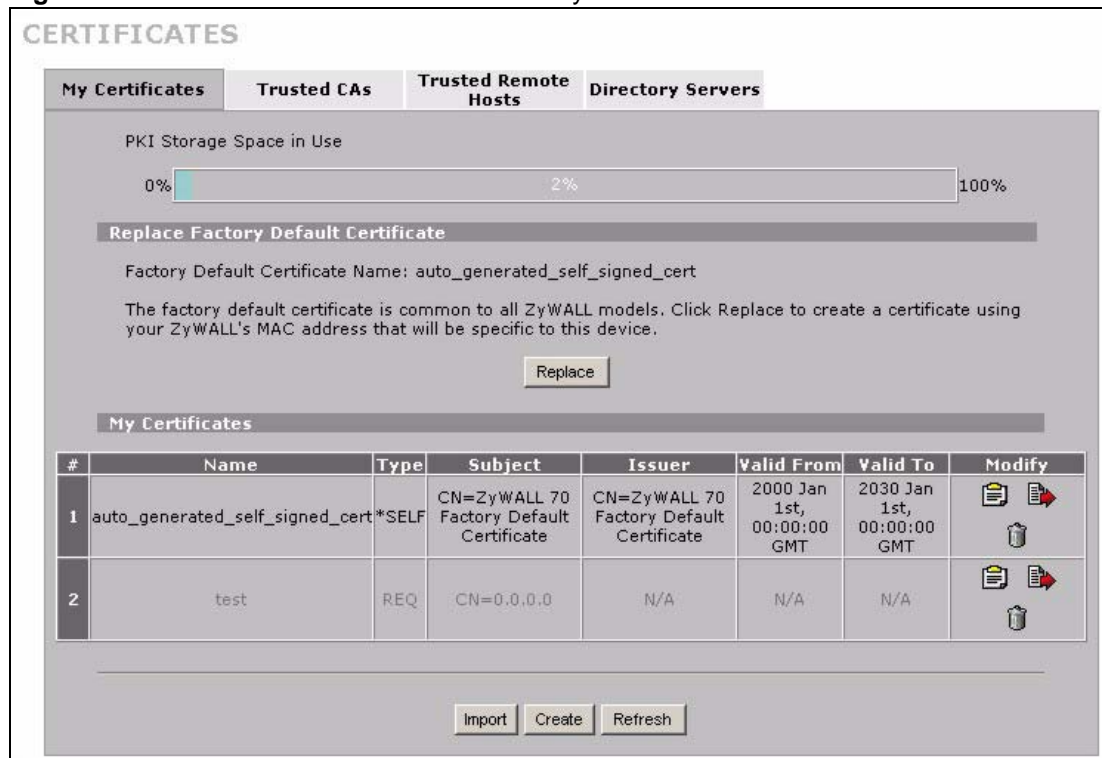 CERTIFICATES
My Certificates
Trusted CAs
Trusted Remote
Hosts
Directory Servers
PKI Storage Space in Use
0%
2%
100%
Replace Factory Default Certificate
Factory Default Certificate Name: auto_generated_self_signed_cert
The factory default certificate is common to all ZyWALL models. Click Replace to create a certificate using
your ZyWALL's MAC address that will be specific to this device.
Replace
My Certificates
# Name Type Subject Issuer Valid From Valid To Modify
1 auto_generated_self_signed_cert *SELF
CN=ZyWALL 70
Factory Default
Certificate
CN=ZyWALL 70
Factory Default
Certificate
2000 Jan
1st,
00:00:00
GMT
2030 Jan
1st,
00:00:00
GMT
2 test REQ CN=0.0.0.0 N/A N/A N/A
Import Create Refresh